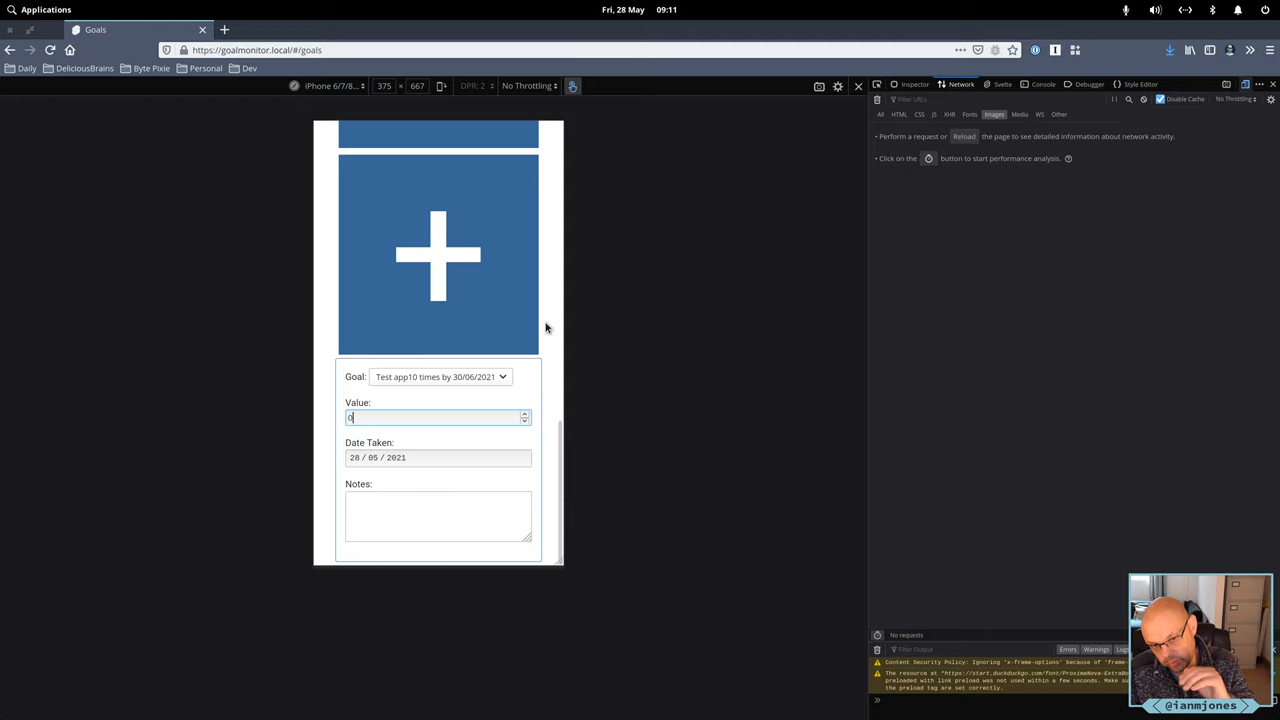 Applications
Fri, 28 May 09:11
Goals
https://goalmonitor.local/#/goals
Daily DeliciousBrains Byte Pixie Personal Dev
iPhone 6/7/8... 375 × 667 DPR: 2 No Throttling
Inspector Network Svelte Console Debugger Style Editor
Filter URLs Disable Cache No Throttling
All HTML CSS JS XHR Fonts Images Media WS Other
• Perform a request or Reload the page to see detailed information about network activity.
• Click on the button to start performance analysis.
Goal: Test app10 times by 30/06/2021
Value:
0
Date Taken:
28 / 05 / 2021
Notes:
No requests
Filter Output Errors Warnings Logs
Content Security Policy: Ignoring 'x-frame-options' because of 'frame-
The resource at "https://start.duckduckgo.com/font/ProximaNova-ExtraBo
preloaded with link preload was not used within a few seconds. Make su
the preload tag are set correctly.
@ianmjones